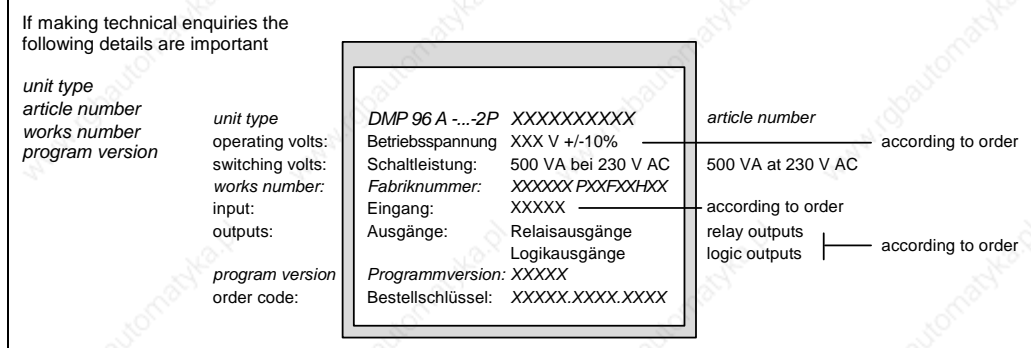 If making technical enquiries the
following details are important
unit type
article number
works number
program version
unit type DMP 96 A -...-2P XXXXXXXXXX article number
operating volts: Betriebsspannung XXX V +/-10% according to order
switching volts: Schaltleistung: 500 VA bei 230 V AC 500 VA at 230 V AC
works number: Fabriknummer: XXXXXX PXXFXXHXX
input: Eingang: XXXXX according to order
outputs: Ausgänge: Relaisausgänge relay outputs
Logikausgänge logic outputs according to order
program version Programmversion: XXXXX
order code: Bestellschlüssel: XXXXX.XXXX.XXXX
www.rgbautomatyka.pl